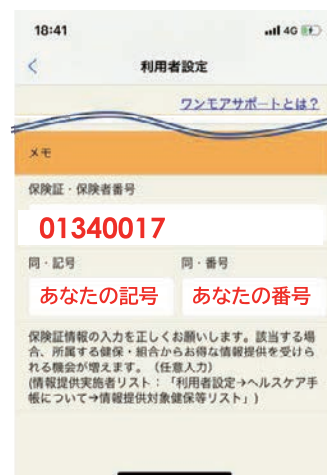 18:41
4G
利用者設定
ワンモアサポートとは？
メモ
保険証・保険者番号
01340017
同・記号 同・番号
あなたの記号 あなたの番号
保険証情報の入力を正しくお願いします。該当する場
合、所属する健保・組合からお得な情報提供を受けら
れる機会が増えます。（任意入力）
(情報提供実施者リスト：「利用者設定→ヘルスケア手
帳について→情報提供対象健保等リスト」)